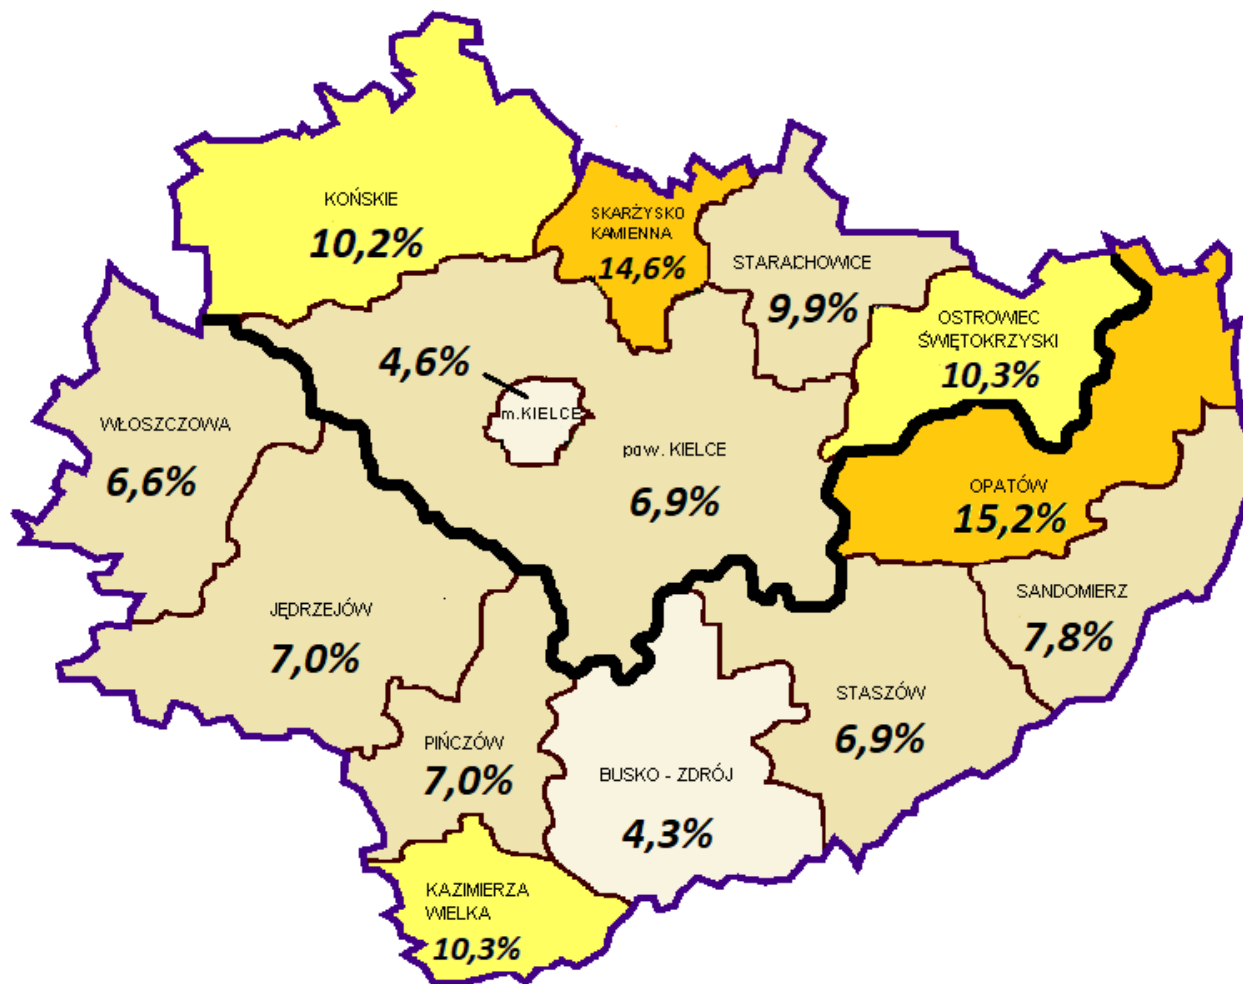 KOŃSKIE
10,2%
SKARŻYSKO
KAMIENNA
14,6%
STARACHOWICE
9,9%
OSTROWIEC
ŚWIĘTOKRZYSKI
10,3%
4,6%
m.KIELCE
WŁOSZCZOWA
6,6%
pow. KIELCE
6,9%
OPATÓW
15,2%
SANDOMIERZ
7,8%
JĘDRZEJÓW
7,0%
STASZÓW
6,9%
PIŃCZÓW
7,0%
BUSKO - ZDRÓJ
4,3%
KAZIMIERZA
WIELKA
10,3%